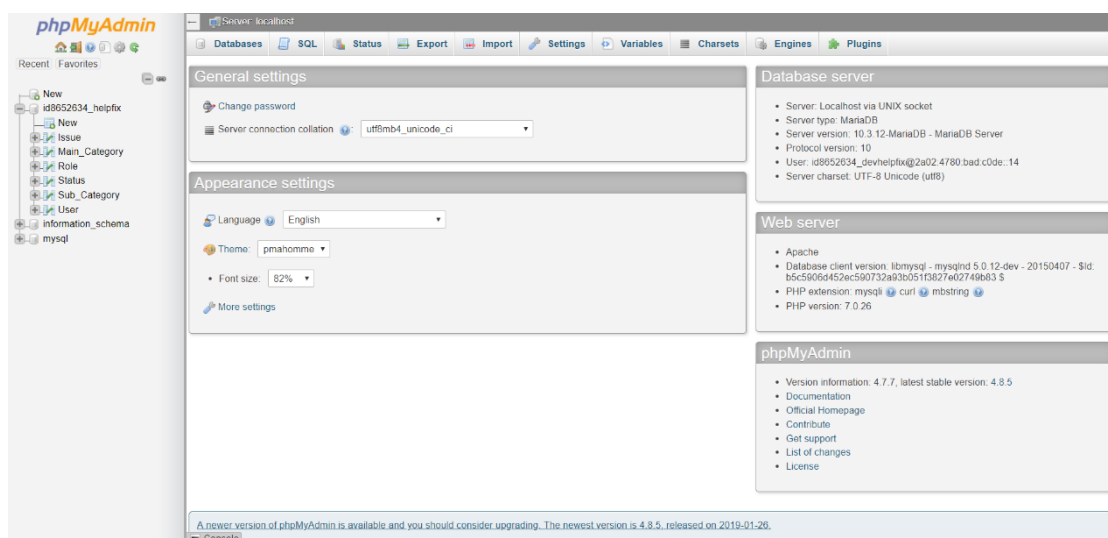 phpMyAdmin
Recent Favorites
New
id8652634_helpfix
New
Issue
Main_Category
Role
Status
Sub_Category
User
information_schema
mysql
Server: localhost
Databases SQL Status Export Import Settings Variables Charsets Engines Plugins
General settings
Change password
Server connection collation : utf8mb4_unicode_ci
Appearance settings
Language English
Theme: pmahomme
• Font size: 82%
More settings
Database server
• Server: Localhost via UNIX socket
• Server type: MariaDB
• Server version: 10.3.12-MariaDB - MariaDB Server
• Protocol version: 10
• User: id8652634_devhelpfix@2a02:4780:bad:c0de::14
• Server charset: UTF-8 Unicode (utf8)
Web server
• Apache
• Database client version: libmysql - mysqlnd 5.0.12-dev - 20150407 - $Id:
b5c5906d452ec590732a93b051f3827e02749b83 $
• PHP extension: mysqli curl mbstring
• PHP version: 7.0.26
phpMyAdmin
• Version information: 4.7.7, latest stable version: 4.8.5
• Documentation
• Official Homepage
• Contribute
• Get support
• List of changes
• License
A newer version of phpMyAdmin is available and you should consider upgrading. The newest version is 4.8.5, released on 2019-01-26.
Console